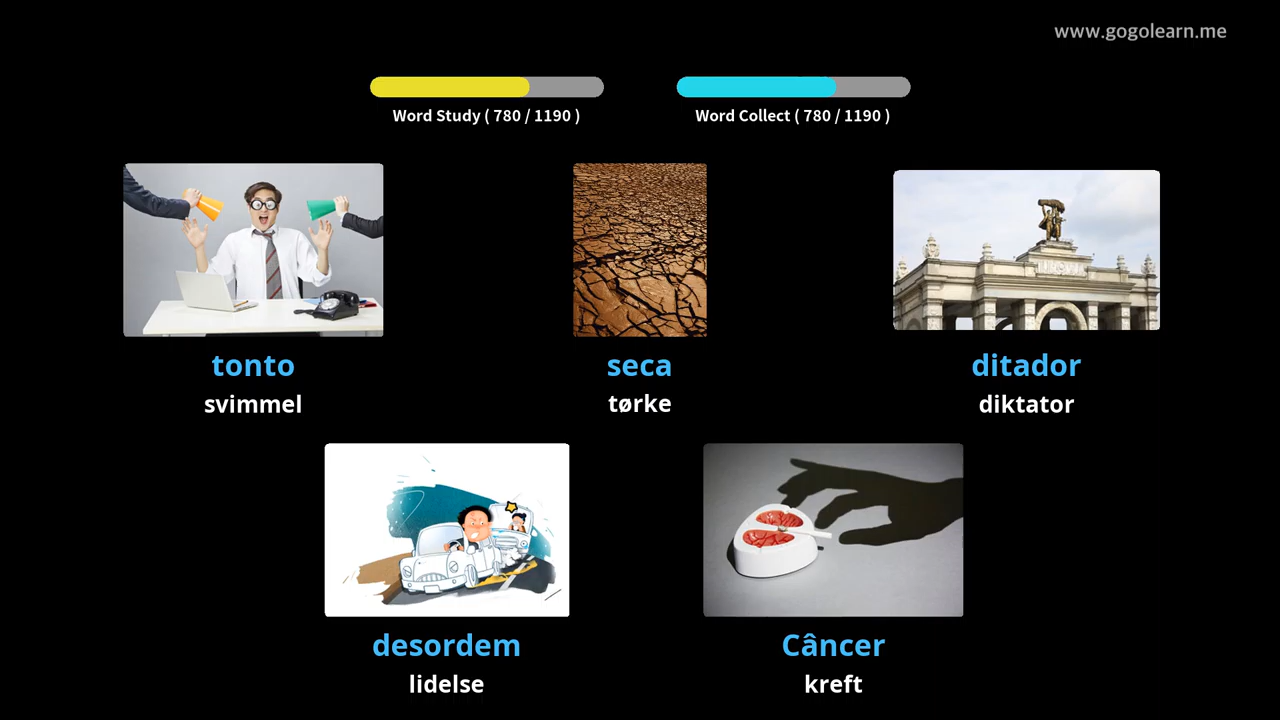 www.gogolearn.me
Word Study ( 780 / 1190 )
Word Collect ( 780 / 1190 )
tonto
svimmel
seca
tørke
ditador
diktator
desordem
lidelse
Câncer
kreft